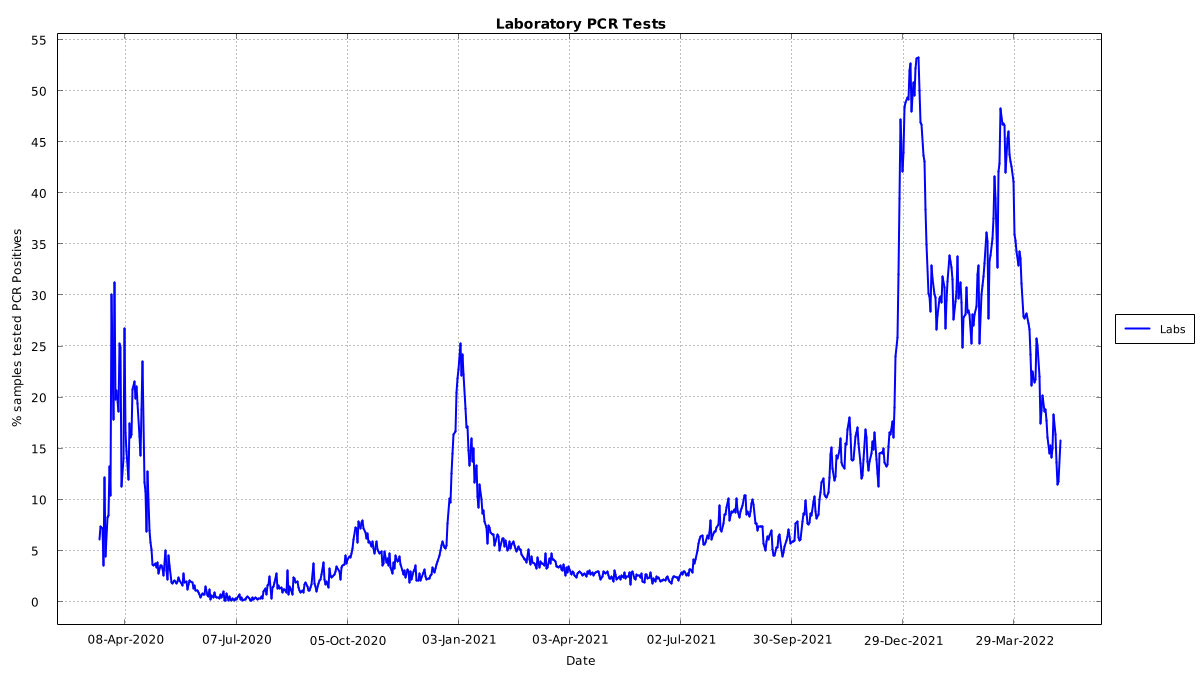 Laboratory PCR Tests
55
50
45
40
35
30
25
20
15
10
5
0
% samples tested PCR Positives
08-Apr-2020 07-Jul-2020 05-Oct-2020 03-Jan-2021 03-Apr-2021 02-Jul-2021 30-Sep-2021 29-Dec-2021 29-Mar-2022
Date
Labs